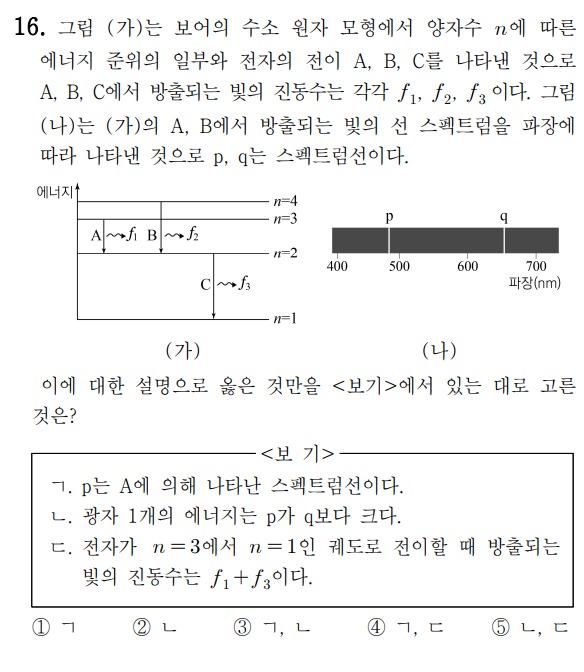 16. 그림 (가)는 보어의 수소 원자 모형에서 양자수 n에 따른
에너지 준위의 일부와 전자의 전이 A, B, C를 나타낸 것으로
A, B, C에서 방출되는 빛의 진동수는 각각 f₁, f₂, f₃이다. 그림
(나)는 (가)의 A, B에서 방출되는 빛의 선 스펙트럼을 파장에
따라 나타낸 것으로 p, q는 스펙트럼선이다.
에너지
n=4
n=3
A f₁ B f₂
n=2
C f₃
n=1
(가)
p q
400 500 600 700
파장(nm)
(나)
이에 대한 설명으로 옳은 것만을 <보기>에서 있는 대로 고른
것은?
<보 기>
ㄱ. p는 A에 의해 나타난 스펙트럼선이다.
ㄴ. 광자 1개의 에너지는 p가 q보다 크다.
ㄷ. 전자가 n=3에서 n=1인 궤도로 전이할 때 방출되는
빛의 진동수는 f₁+f₃이다.
① ㄱ ② ㄴ ③ ㄱ, ㄴ ④ ㄱ, ㄷ ⑤ ㄴ, ㄷ